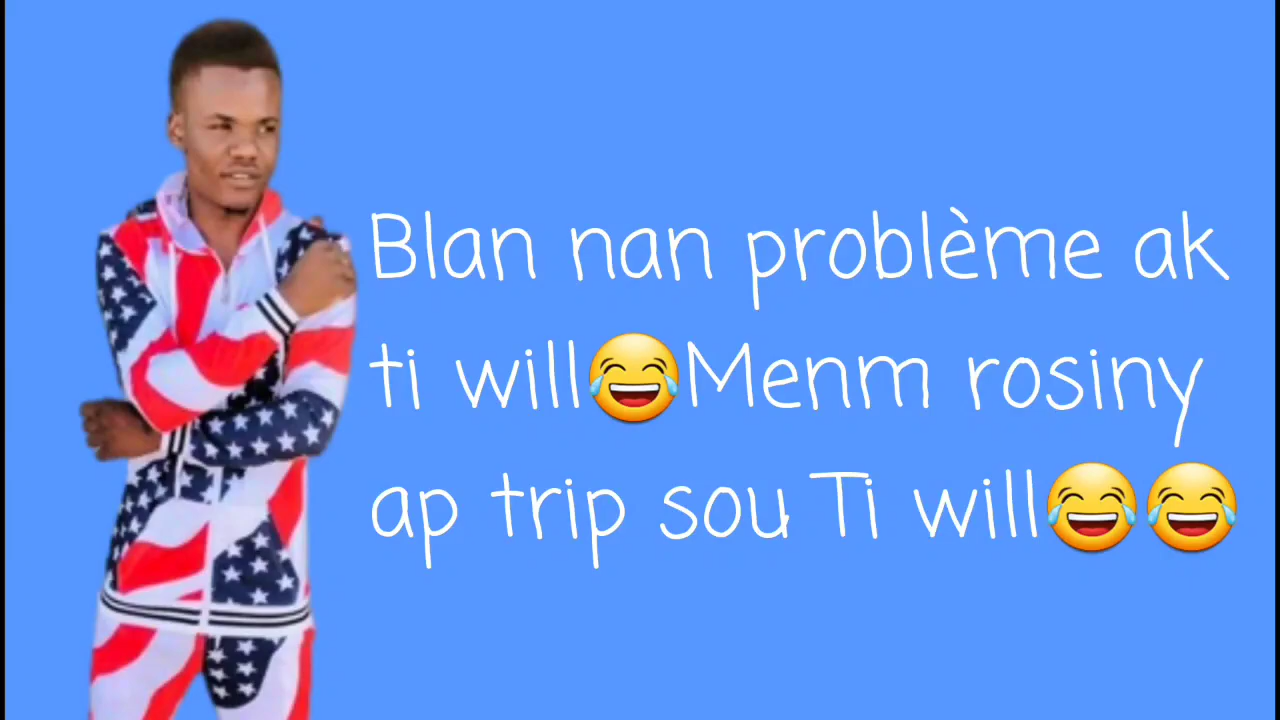 Blan nan problème ak
ti will😂Menm rosiny
ap trip sou Ti will😂😂